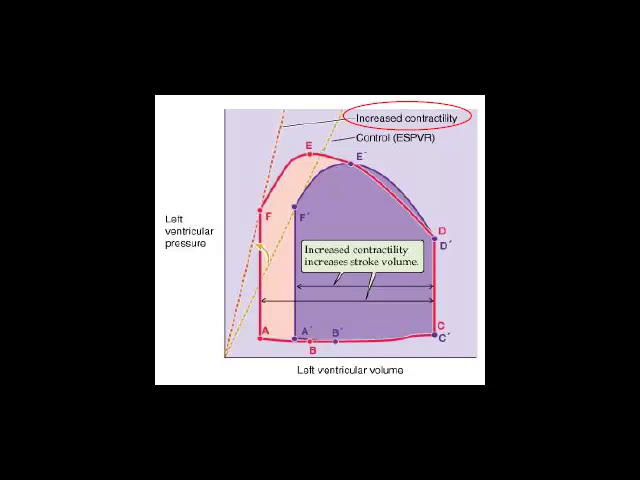 Increased contractility
Control (ESPVR)
E
E´
F
F´
Left
ventricular
pressure
D
D´
Increased contractility
increases stroke volume.
A
A´
B´
B
C
C´
Left ventricular volume